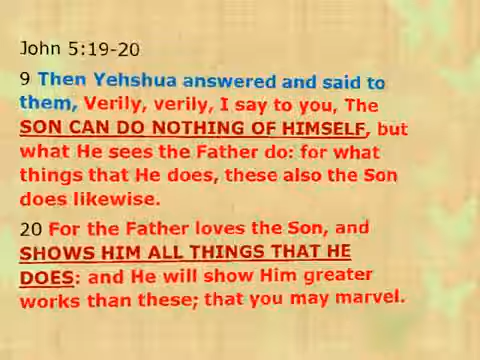 John 5:19-20
9 Then Yehshua answered and said to
them, Verily, verily, I say to you, The
SON CAN DO NOTHING OF HIMSELF, but
what He sees the Father do: for what
things that He does, these also the Son
does likewise.
20 For the Father loves the Son, and
SHOWS HIM ALL THINGS THAT HE
DOES: and He will show Him greater
works than these; that you may marvel.